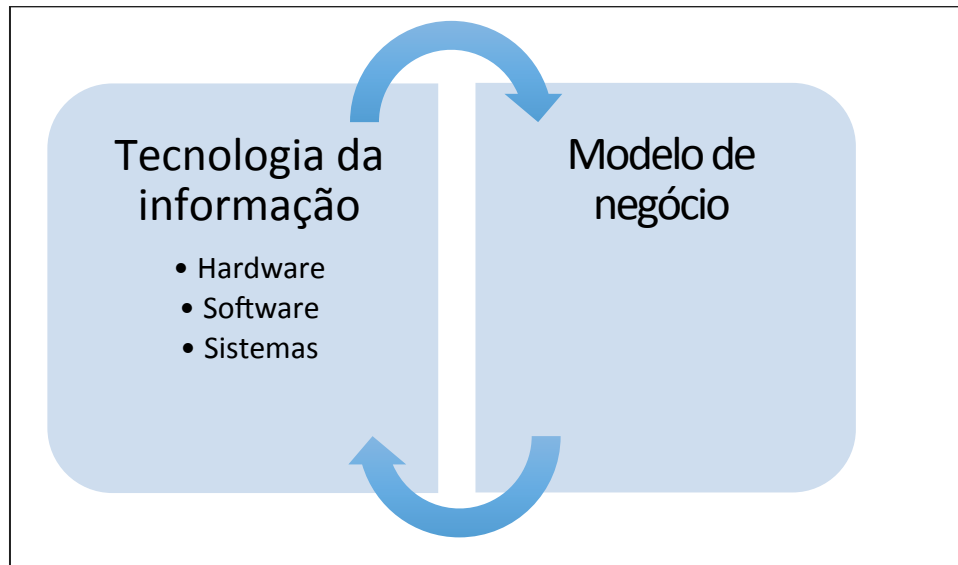 Tecnologia da
informação
• Hardware
• Software
• Sistemas
Modelo de
negócio